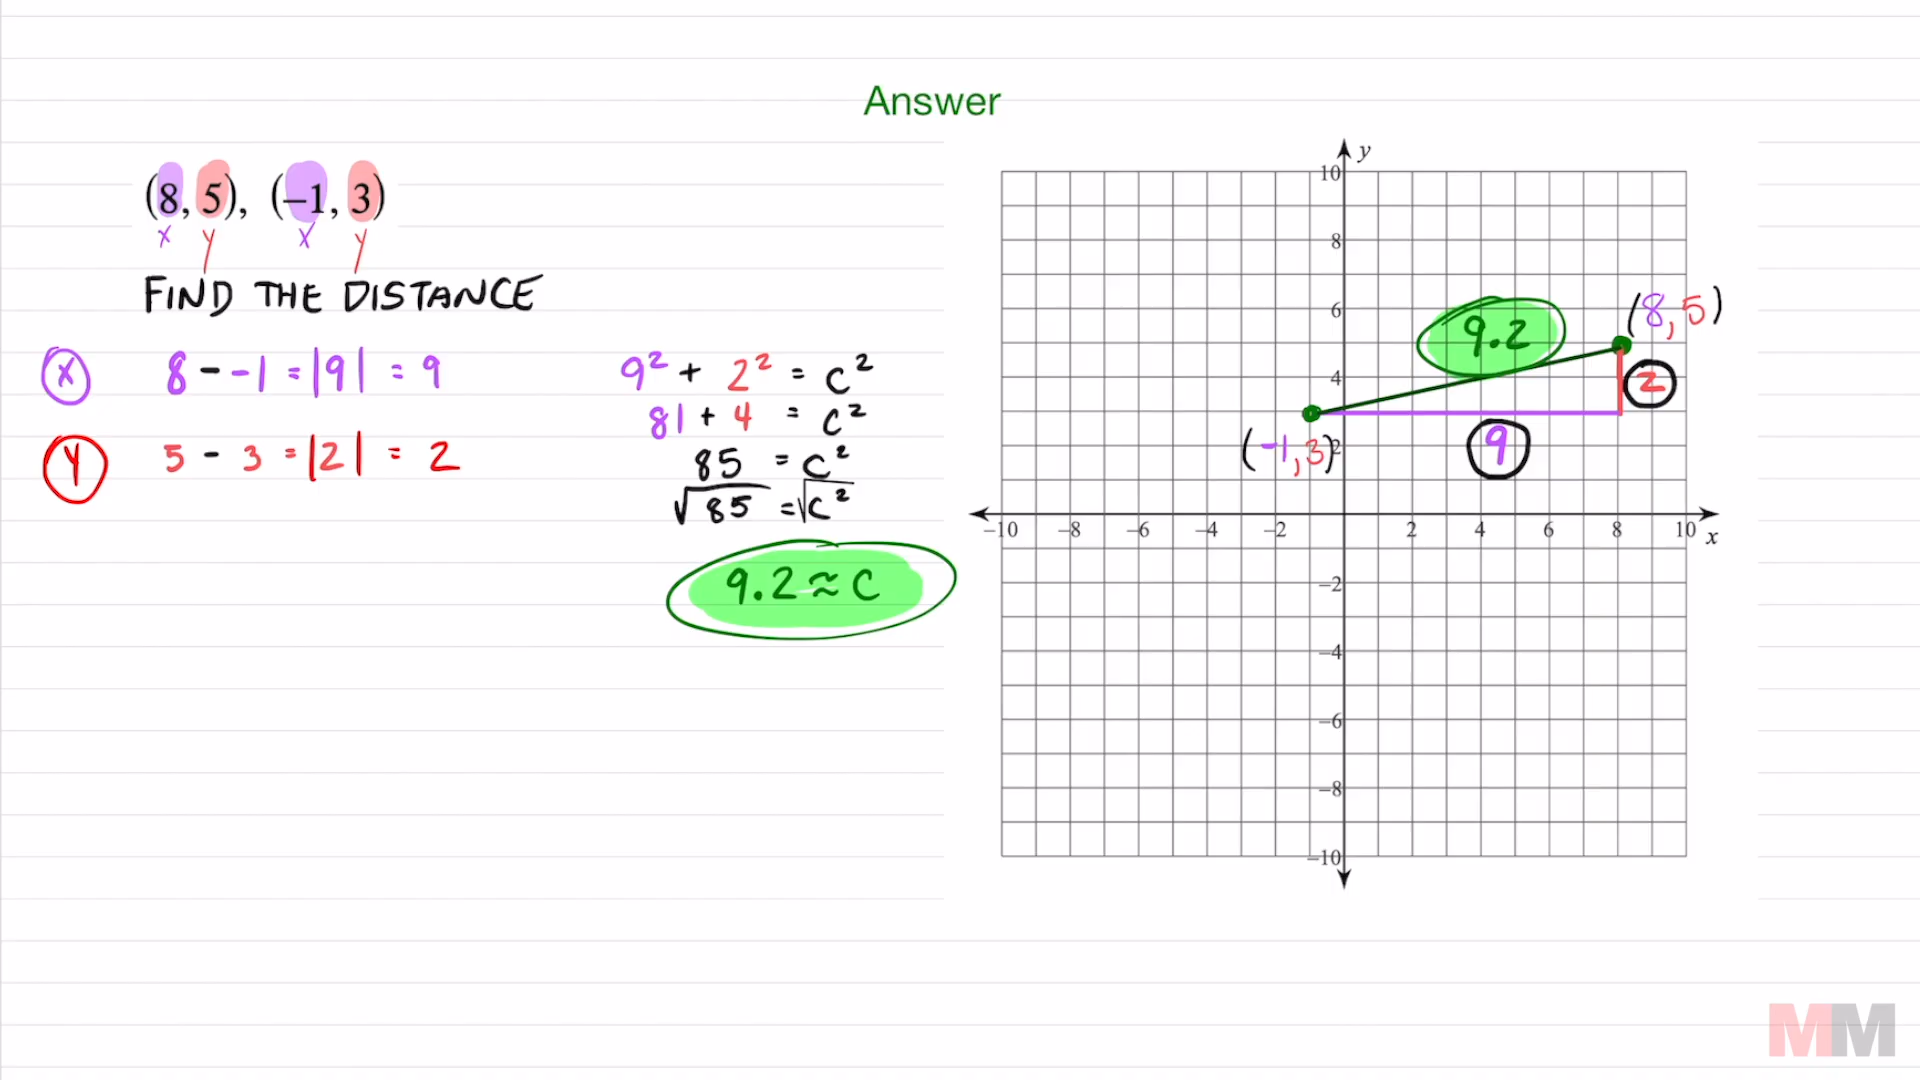 Answer
(8, 5), (–1, 3)
x y x y
FIND THE DISTANCE
X 8 - -1 = |9| = 9
Y 5 - 3 = |2| = 2
9² + 2² = c²
81 + 4 = c²
85 = c²
√85 = √c²
9.2 ≈ c
y
10
8
6
4
2
–2
–4
–6
–8
–10
–10 –8 –6 –4 –2 2 4 6 8 10 x
(8, 5)
9.2
2
(-1, 3)
9
MM